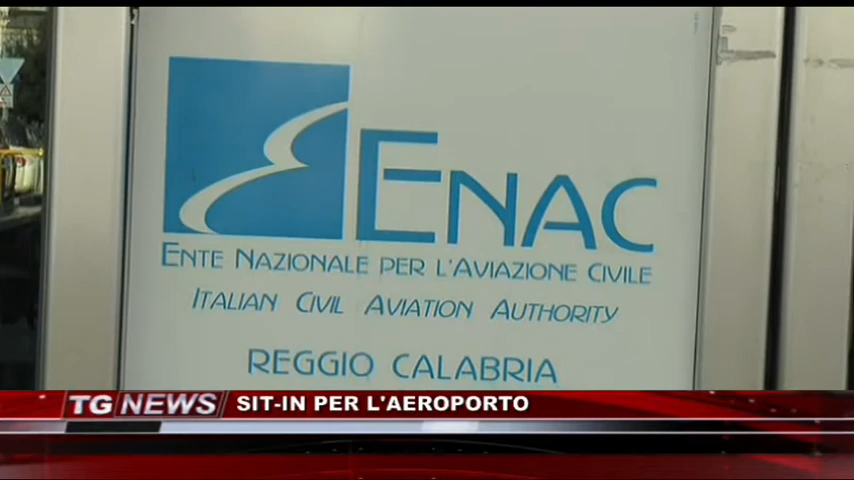 ENAC
ENTE NAZIONALE PER L'AVIAZIONE CIVILE
ITALIAN CIVIL AVIATION AUTHORITY
REGGIO CALABRIA
TG NEWS SIT-IN PER L'AEROPORTO